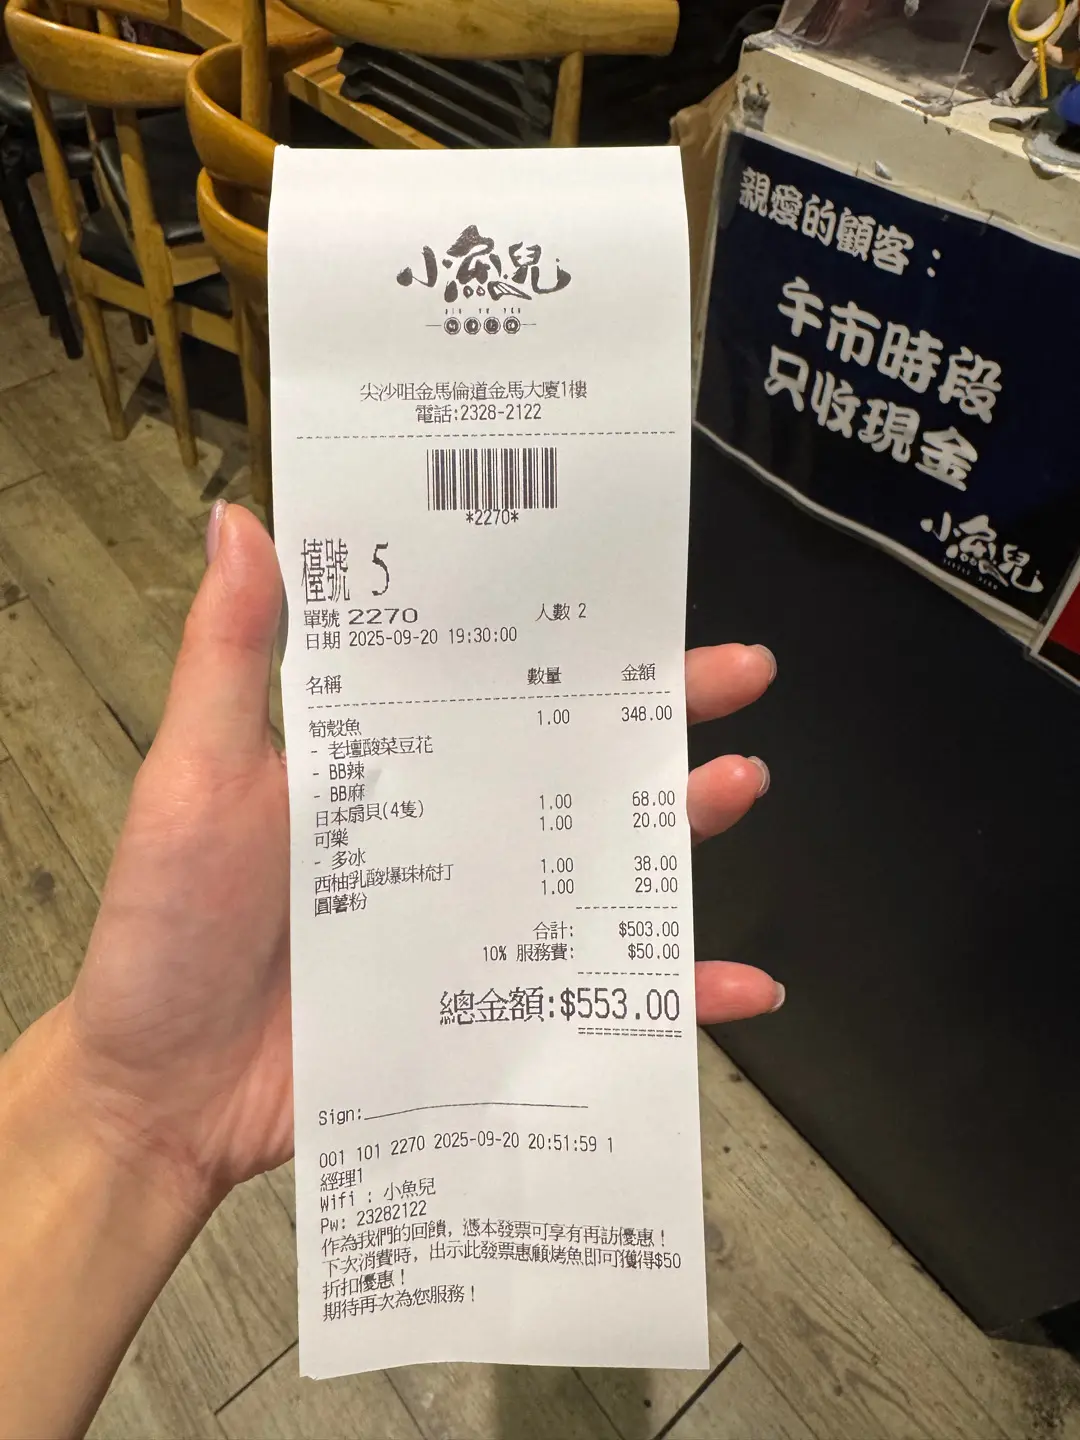 小魚兒
尖沙咀金馬倫道金馬大廈1樓
電話:2328-2122
*2270*
檯號 5
單號 2270 人數 2
日期 2025-09-20 19:30:00
名稱 數量 金額
筍殼魚 1.00 348.00
- 老壇酸菜豆花
- BB辣
- BB麻
日本扇貝(4隻) 1.00 68.00
可樂 1.00 20.00
- 多冰
西柚乳酸爆珠梳打 1.00 38.00
圓薯粉 1.00 29.00
合計: $503.00
10% 服務費: $50.00
總金額:$553.00
Sign:
001 101 2270 2025-09-20 20:51:59 1
經理1
Wifi : 小魚兒
Pw: 23282122
作為我們的回饋, 憑本發票可享有再訪優惠!
下次消費時, 出示此發票惠顧烤魚即可獲得$50
折扣優惠!
期待再次為您服務!
親愛的顧客:
午市時段
只收現金
小魚兒